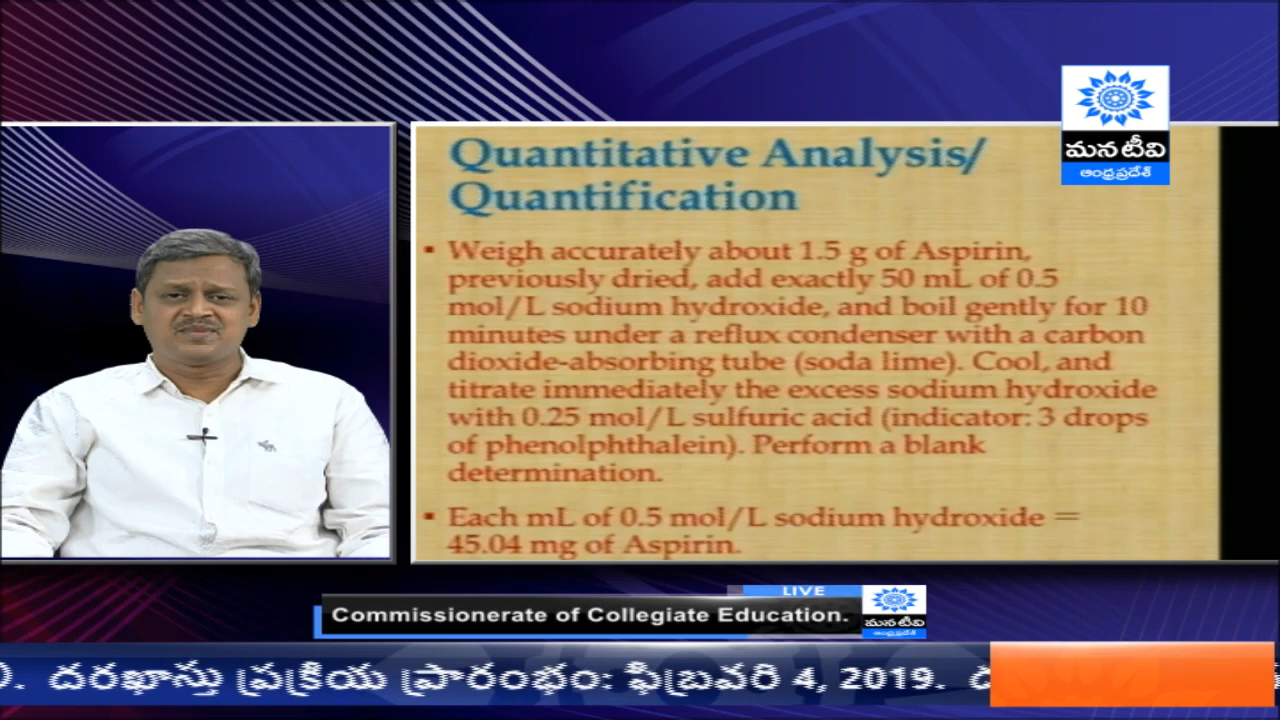 మన టీవి
ఆంధ్రప్రదేశ్
Quantitative Analysis/
Quantification
▪ Weigh accurately about 1.5 g of Aspirin,
previously dried, add exactly 50 mL of 0.5
mol/L sodium hydroxide, and boil gently for 10
minutes under a reflux condenser with a carbon
dioxide-absorbing tube (soda lime). Cool, and
titrate immediately the excess sodium hydroxide
with 0.25 mol/L sulfuric acid (indicator: 3 drops
of phenolphthalein). Perform a blank
determination.
▪ Each mL of 0.5 mol/L sodium hydroxide =
45.04 mg of Aspirin.
LIVE
Commissionerate of Collegiate Education.
మన టీవి
ఆంధ్రప్రదేశ్
దరఖాస్తు ప్రక్రియ ప్రారంభం: ఫిబ్రవరి 4, 2019.